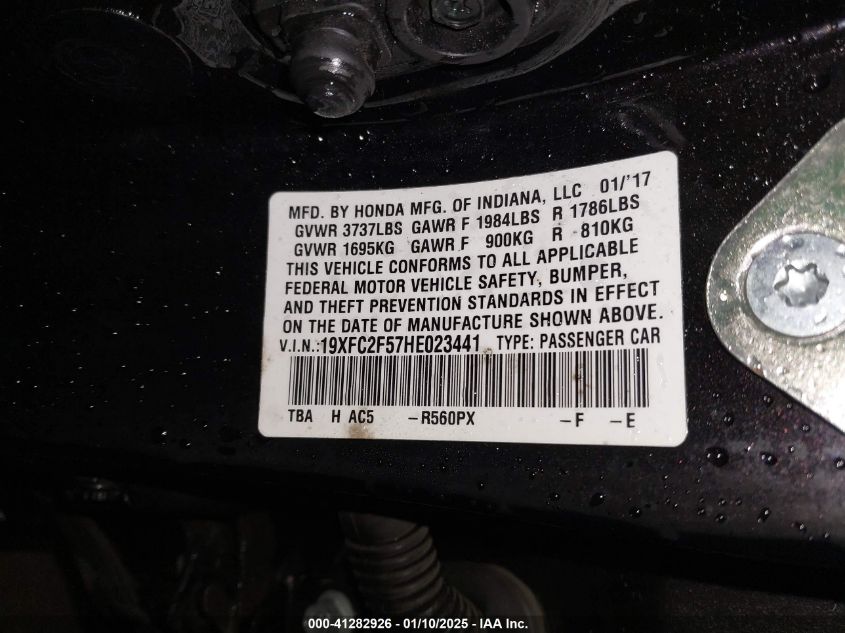 MFD. BY HONDA MFG. OF INDIANA, LLC 01/'17
GVWR 3737LBS GAWR F 1984LBS R 1786LBS
GVWR 1695KG GAWR F 900KG R 810KG
THIS VEHICLE CONFORMS TO ALL APPLICABLE
FEDERAL MOTOR VEHICLE SAFETY, BUMPER,
AND THEFT PREVENTION STANDARDS IN EFFECT
ON THE DATE OF MANUFACTURE SHOWN ABOVE.
V.I.N.:19XFC2F57HE023441 TYPE: PASSENGER CAR
TBA H AC5 -R560PX -F -E
000-41282926 - 01/10/2025 - IAA Inc.